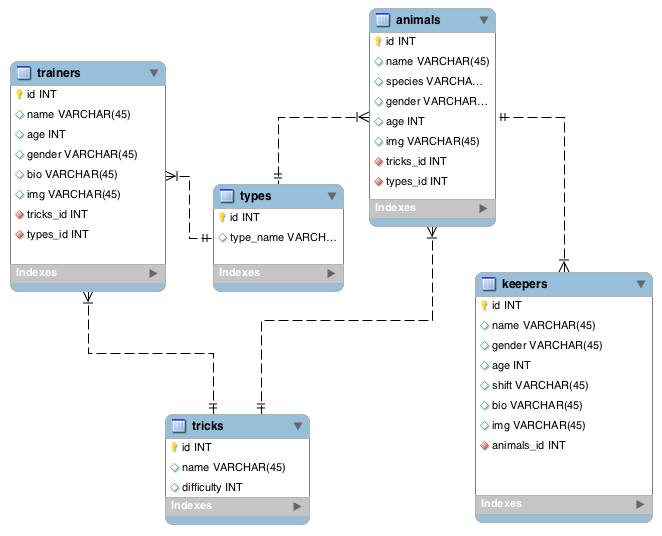 animals
id INT
name VARCHAR(45)
species VARCHA...
gender VARCHAR...
age INT
img VARCHAR(45)
tricks_id INT
types_id INT
Indexes
trainers
id INT
name VARCHAR(45)
age INT
gender VARCHAR(45)
bio VARCHAR(45)
img VARCHAR(45)
tricks_id INT
types_id INT
Indexes
types
id INT
type_name VARCH...
Indexes
keepers
id INT
name VARCHAR(45)
gender VARCHAR(45)
age INT
shift VARCHAR(45)
bio VARCHAR(45)
img VARCHAR(45)
animals_id INT
Indexes
tricks
id INT
name VARCHAR(45)
difficulty INT
Indexes